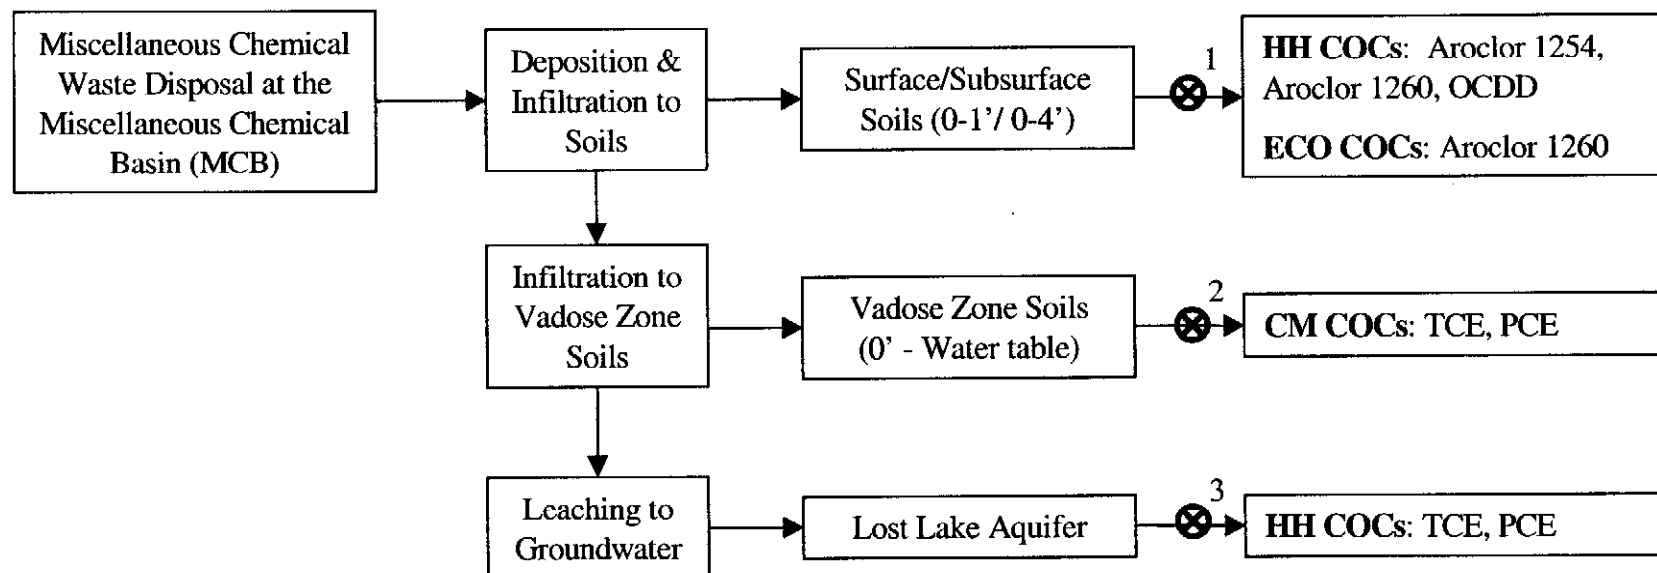 Miscellaneous Chemical
Waste Disposal at the
Miscellaneous Chemical
Basin (MCB)
Deposition &
Infiltration to
Soils
Surface/Subsurface
Soils (0-1'/ 0-4')
1
HH COCs: Aroclor 1254,
Aroclor 1260, OCDD
ECO COCs: Aroclor 1260
Infiltration to
Vadose Zone
Soils
Vadose Zone Soils
(0' - Water table)
2
CM COCs: TCE, PCE
Leaching to
Groundwater
Lost Lake Aquifer
3
HH COCs: TCE, PCE